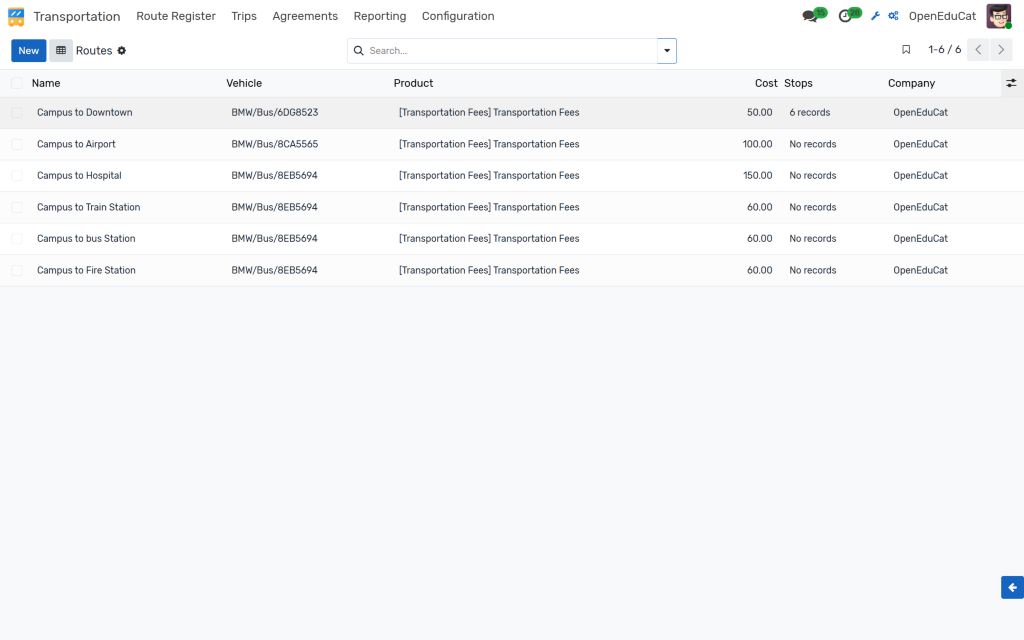 Transportation Route Register Trips Agreements Reporting Configuration 15 28 OpenEduCat
New Routes Search... 1-6 / 6
Name Vehicle Product Cost Stops Company
Campus to Downtown BMW/Bus/6DG8523 [Transportation Fees] Transportation Fees 50.00 6 records OpenEduCat
Campus to Airport BMW/Bus/8CA5565 [Transportation Fees] Transportation Fees 100.00 No records OpenEduCat
Campus to Hospital BMW/Bus/8EB5694 [Transportation Fees] Transportation Fees 150.00 No records OpenEduCat
Campus to Train Station BMW/Bus/8EB5694 [Transportation Fees] Transportation Fees 60.00 No records OpenEduCat
Campus to bus Station BMW/Bus/8EB5694 [Transportation Fees] Transportation Fees 60.00 No records OpenEduCat
Campus to Fire Station BMW/Bus/8EB5694 [Transportation Fees] Transportation Fees 60.00 No records OpenEduCat